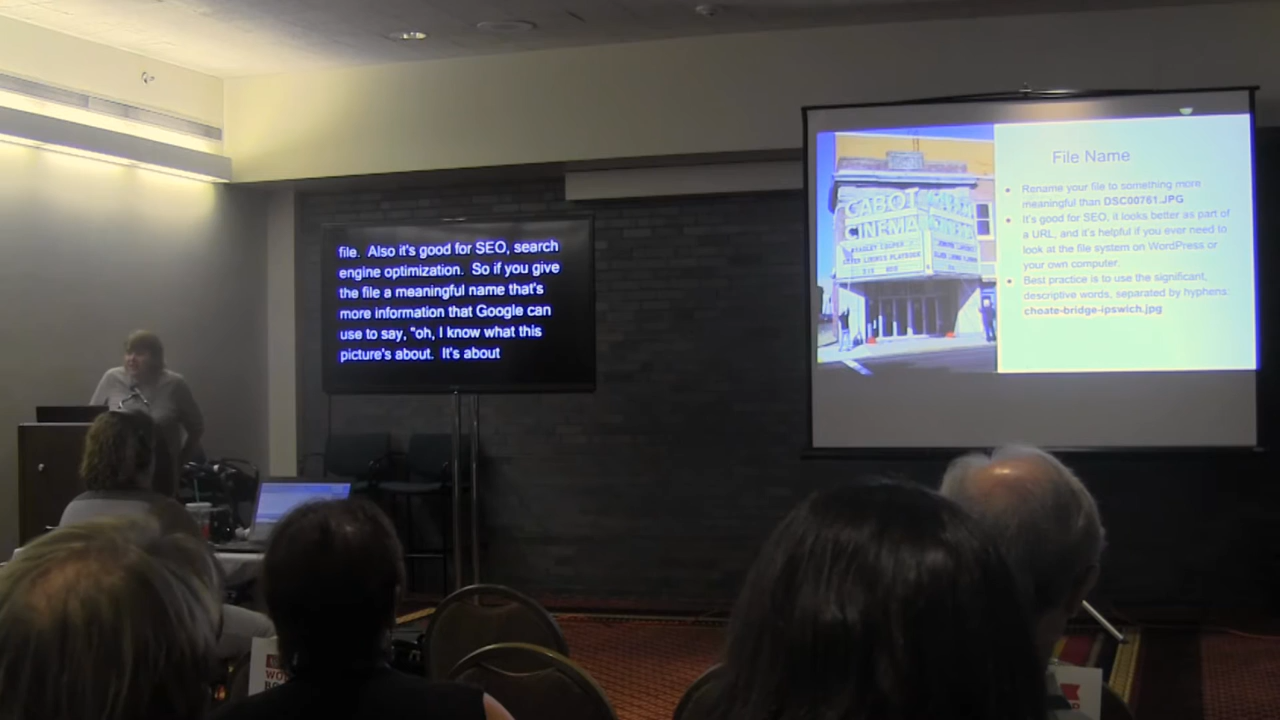 file. Also it's good for SEO, search
engine optimization. So if you give
the file a meaningful name that's
more information that Google can
use to say, "oh, I know what this
picture's about. It's about
File Name
• Rename your file to something more
meaningful than DSC00761.JPG
• It's good for SEO, it looks better as part of
a URL, and it's helpful if you ever need to
look at the file system on WordPress or
your own computer.
• Best practice is to use the significant,
descriptive words, separated by hyphens:
choate-bridge-ipswich.jpg
CABOT
CINEMA